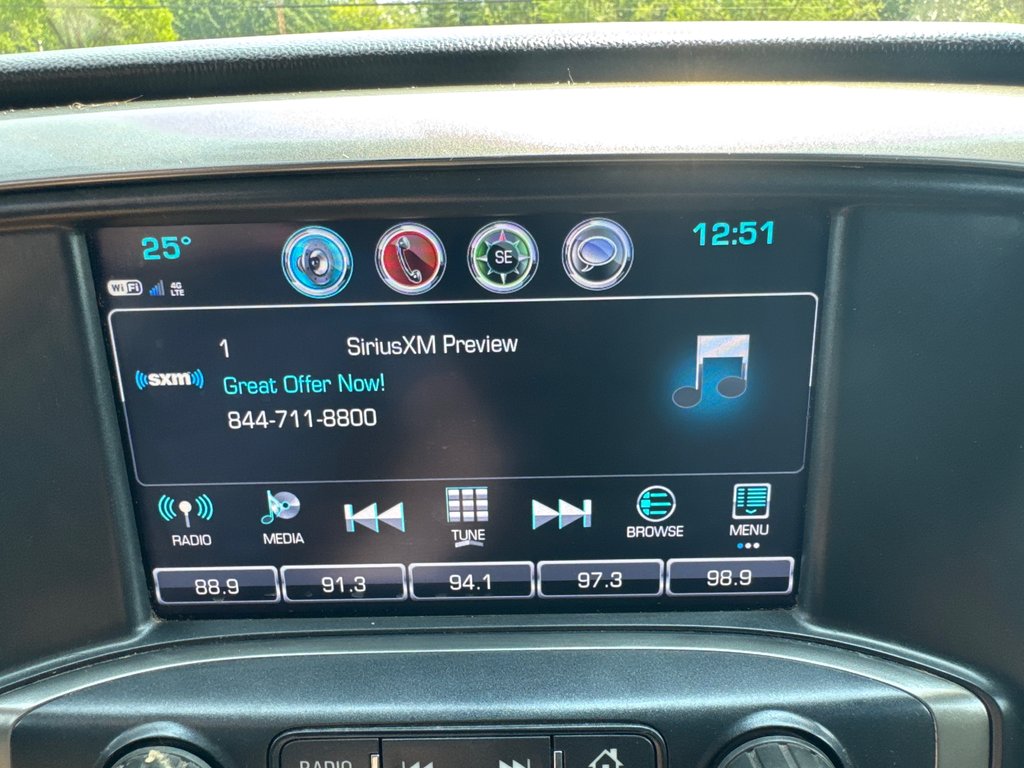 25° SE 12:51
WiFi 4G LTE
1 SiriusXM Preview
((sxm))
Great Offer Now!
844-711-8800
RADIO MEDIA TUNE BROWSE MENU
88.9 91.3 94.1 97.3 98.9
RADIO